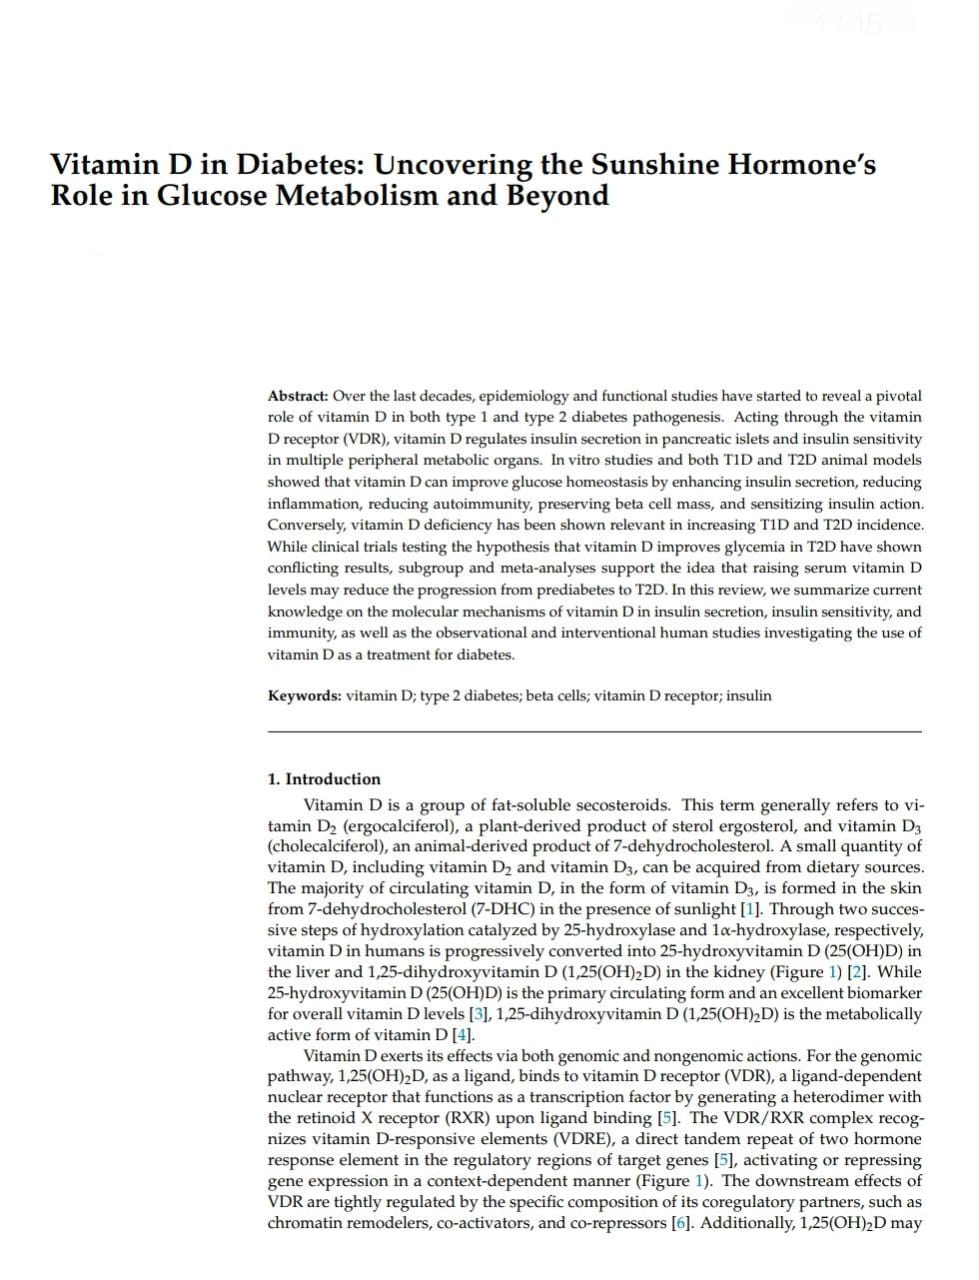 1 / 15
Vitamin D in Diabetes: Uncovering the Sunshine Hormone's
Role in Glucose Metabolism and Beyond
Abstract: Over the last decades, epidemiology and functional studies have started to reveal a pivotal
role of vitamin D in both type 1 and type 2 diabetes pathogenesis. Acting through the vitamin
D receptor (VDR), vitamin D regulates insulin secretion in pancreatic islets and insulin sensitivity
in multiple peripheral metabolic organs. In vitro studies and both T1D and T2D animal models
showed that vitamin D can improve glucose homeostasis by enhancing insulin secretion, reducing
inflammation, reducing autoimmunity, preserving beta cell mass, and sensitizing insulin action.
Conversely, vitamin D deficiency has been shown relevant in increasing T1D and T2D incidence.
While clinical trials testing the hypothesis that vitamin D improves glycemia in T2D have shown
conflicting results, subgroup and meta-analyses support the idea that raising serum vitamin D
levels may reduce the progression from prediabetes to T2D. In this review, we summarize current
knowledge on the molecular mechanisms of vitamin D in insulin secretion, insulin sensitivity, and
immunity, as well as the observational and interventional human studies investigating the use of
vitamin D as a treatment for diabetes.
Keywords: vitamin D; type 2 diabetes; beta cells; vitamin D receptor; insulin
1. Introduction
Vitamin D is a group of fat-soluble secosteroids. This term generally refers to vi-
tamin D₂ (ergocalciferol), a plant-derived product of sterol ergosterol, and vitamin D₃
(cholecalciferol), an animal-derived product of 7-dehydrocholesterol. A small quantity of
vitamin D, including vitamin D₂ and vitamin D₃, can be acquired from dietary sources.
The majority of circulating vitamin D, in the form of vitamin D₃, is formed in the skin
from 7-dehydrocholesterol (7-DHC) in the presence of sunlight [1]. Through two succes-
sive steps of hydroxylation catalyzed by 25-hydroxylase and 1α-hydroxylase, respectively,
vitamin D in humans is progressively converted into 25-hydroxyvitamin D (25(OH)D) in
the liver and 1,25-dihydroxyvitamin D (1,25(OH)₂D) in the kidney (Figure 1) [2]. While
25-hydroxyvitamin D (25(OH)D) is the primary circulating form and an excellent biomarker
for overall vitamin D levels [3], 1,25-dihydroxyvitamin D (1,25(OH)₂D) is the metabolically
active form of vitamin D [4].
Vitamin D exerts its effects via both genomic and nongenomic actions. For the genomic
pathway, 1,25(OH)₂D, as a ligand, binds to vitamin D receptor (VDR), a ligand-dependent
nuclear receptor that functions as a transcription factor by generating a heterodimer with
the retinoid X receptor (RXR) upon ligand binding [5]. The VDR/RXR complex recog-
nizes vitamin D-responsive elements (VDRE), a direct tandem repeat of two hormone
response element in the regulatory regions of target genes [5], activating or repressing
gene expression in a context-dependent manner (Figure 1). The downstream effects of
VDR are tightly regulated by the specific composition of its coregulatory partners, such as
chromatin remodelers, co-activators, and co-repressors [6]. Additionally, 1,25(OH)₂D may